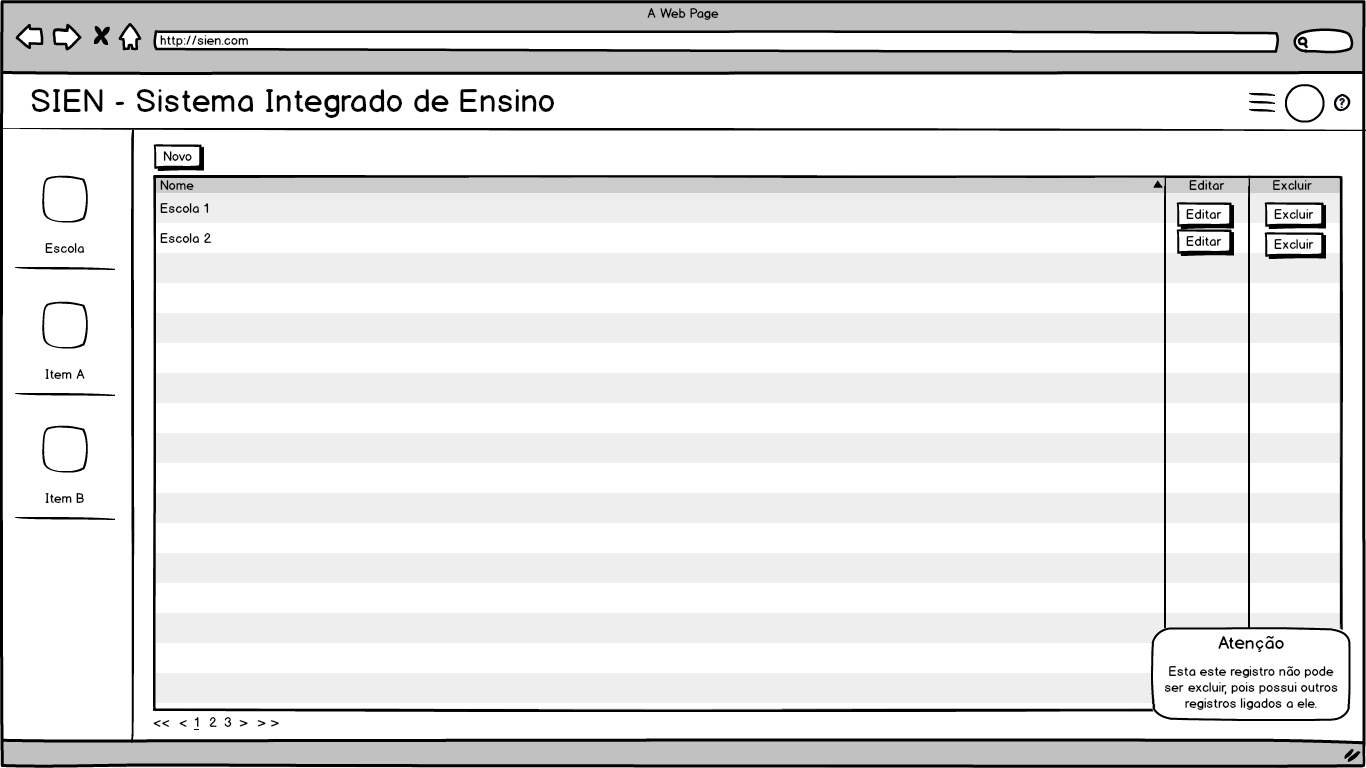 A Web Page
http://sien.com
SIEN - Sistema Integrado de Ensino
?
Novo
Nome Editar Excluir
Escola 1 Editar Excluir
Escola 2 Editar Excluir
Escola
Item A
Item B
Atenção
Esta este registro não pode
ser excluir, pois possui outros
registros ligados a ele.
<< < 1 2 3 > >>